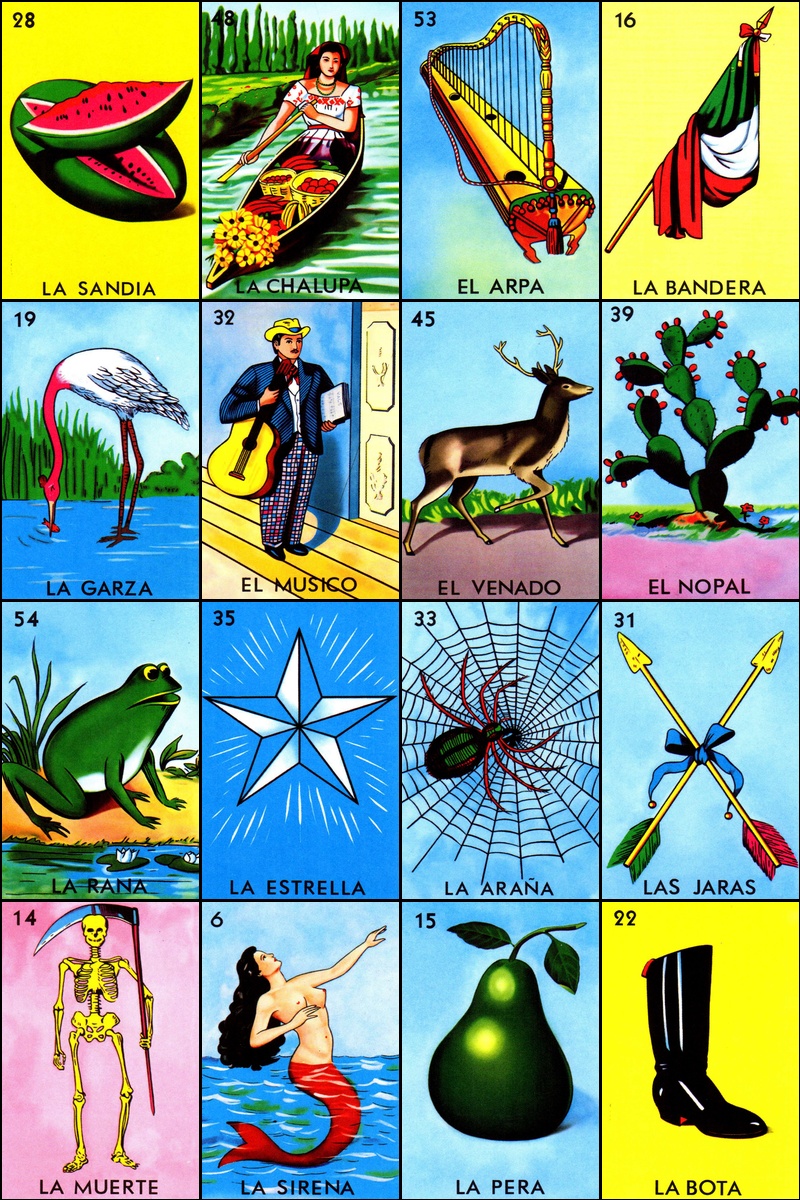 28
LA SANDIA
48
LA CHALUPA
53
EL ARPA
16
LA BANDERA
19
LA GARZA
32
EL MUSICO
45
EL VENADO
39
EL NOPAL
54
LA RANA
35
LA ESTRELLA
33
LA ARAÑA
31
LAS JARAS
14
LA MUERTE
6
LA SIRENA
15
LA PERA
22
LA BOTA